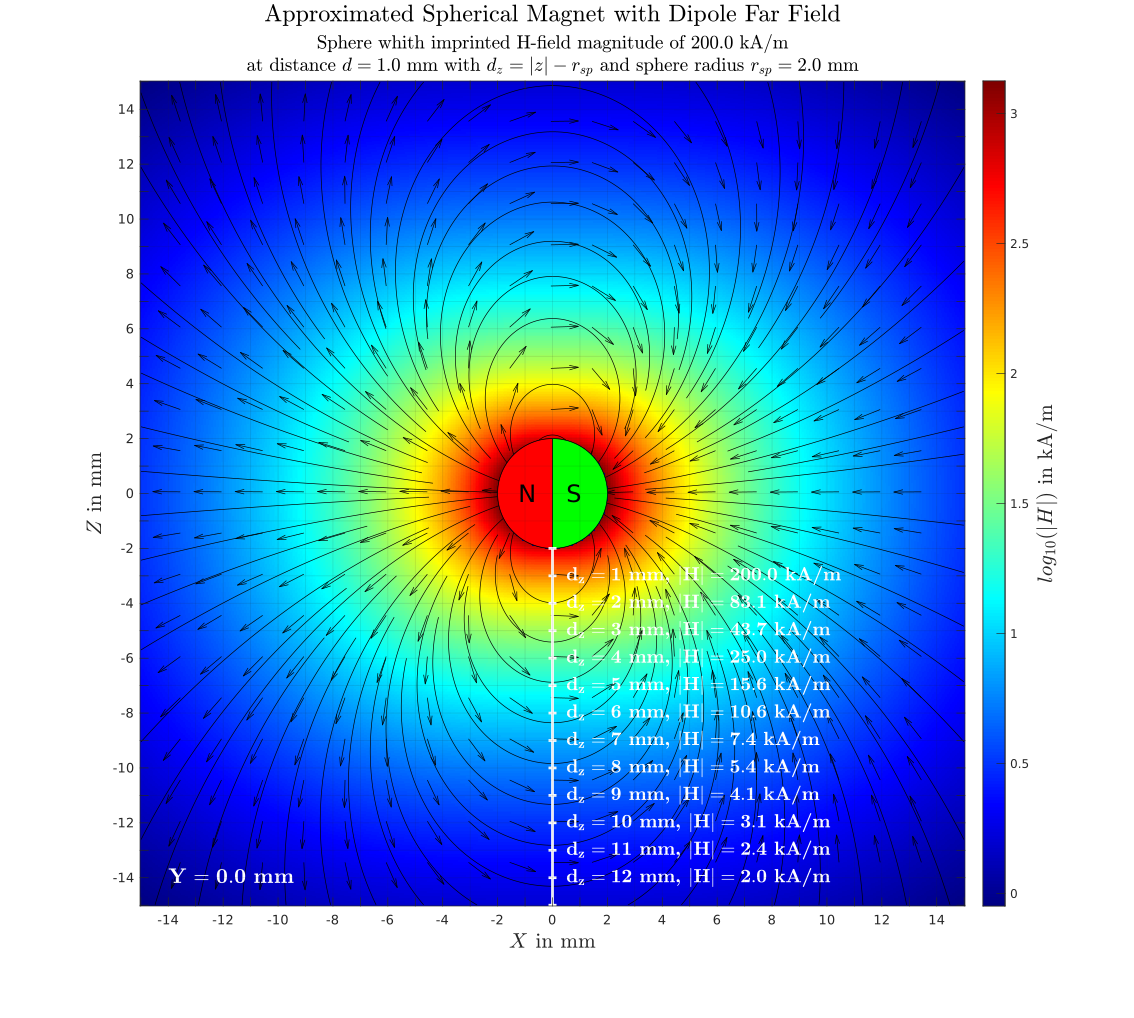 Approximated Spherical Magnet with Dipole Far Field
Sphere whith imprinted H-field magnitude of 200.0 kA/m
at distance d = 1.0 mm with d_z = |z| − r_sp and sphere radius r_sp = 2.0 mm
14
12
10
8
6
4
2
0
-2
-4
-6
-8
-10
-12
-14
Z in mm
N S
d_z = 1 mm, |H| = 200.0 kA/m
d_z = 2 mm, |H| = 83.1 kA/m
d_z = 3 mm, |H| = 43.7 kA/m
d_z = 4 mm, |H| = 25.0 kA/m
d_z = 5 mm, |H| = 15.6 kA/m
d_z = 6 mm, |H| = 10.6 kA/m
d_z = 7 mm, |H| = 7.4 kA/m
d_z = 8 mm, |H| = 5.4 kA/m
d_z = 9 mm, |H| = 4.1 kA/m
d_z = 10 mm, |H| = 3.1 kA/m
d_z = 11 mm, |H| = 2.4 kA/m
d_z = 12 mm, |H| = 2.0 kA/m
Y = 0.0 mm
-14 -12 -10 -8 -6 -4 -2 0 2 4 6 8 10 12 14
X in mm
3
2.5
2
1.5
1
0.5
0
log_10(|H|) in kA/m